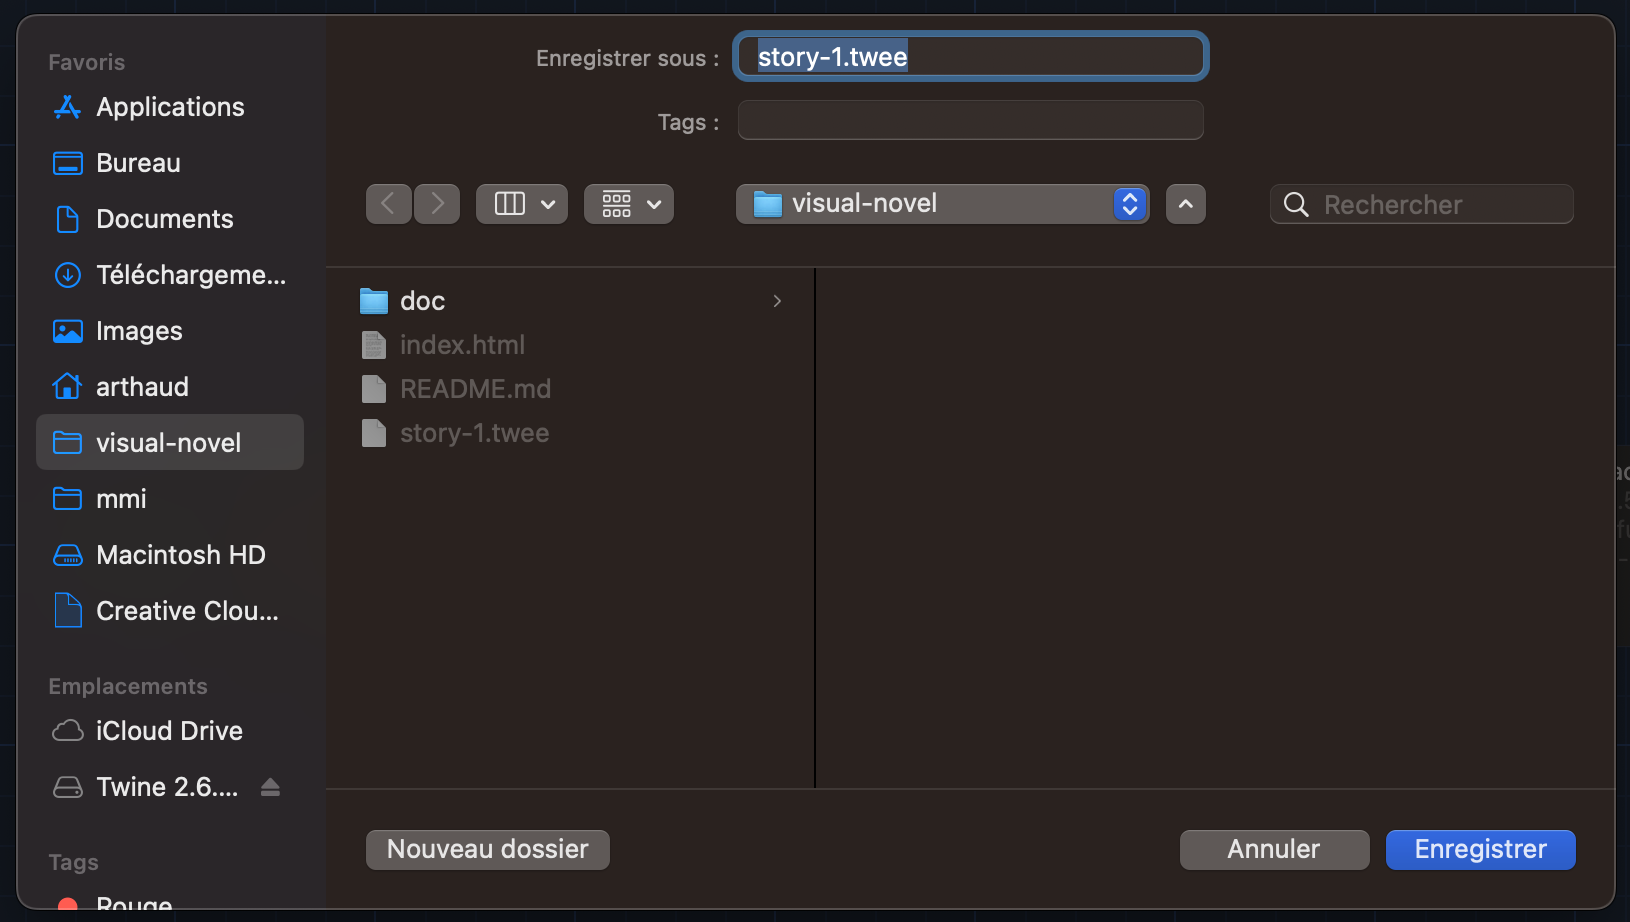 Favoris
Applications
Bureau
Documents
Téléchargeme...
Images
arthaud
visual-novel
mmi
Macintosh HD
Creative Clou...
Emplacements
iCloud Drive
Twine 2.6....
Tags
Rouge
Enregistrer sous :
story-1.twee
Tags :
visual-novel
Rechercher
doc
index.html
README.md
story-1.twee
Nouveau dossier
Annuler
Enregistrer